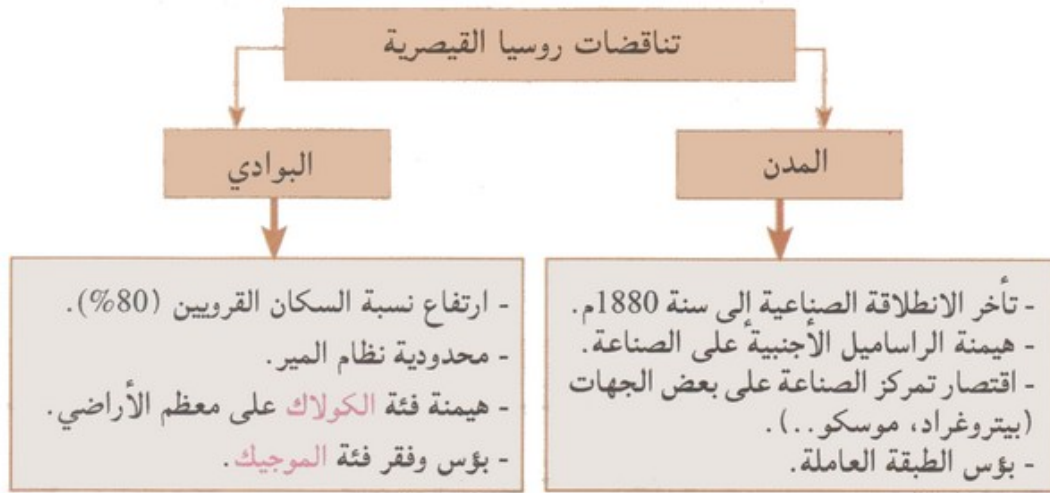 تناقضات روسيا القيصرية
المدن
البوادي
- تأخر الانطلاقة الصناعية إلى سنة 1880م.
- هيمنة الراساميل الأجنبية على الصناعة.
- اقتصار تمركز الصناعة على بعض الجهات
(بيتروغراد، موسكو..).
- بؤس الطبقة العاملة.
- ارتفاع نسبة السكان القرويين (80%).
- محدودية نظام المير.
- هيمنة فئة الكولاك على معظم الأراضي.
- بؤس وفقر فئة الموجيك.